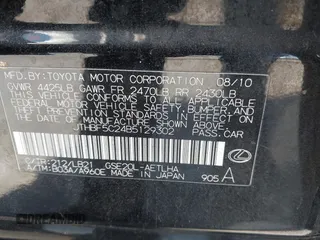 MFD.BY:TOYOTA MOTOR CORPORATION 08/10
GVWR 4425LB GAWR FR 2470LB RR 2430LB
THIS VEHICLE CONFORMS TO ALL APPLICABLE
FEDERAL MOTOR VEHICLE SAFETY, BUMPER, AND
THEFT PREVENTION STANDARDS IN EFFECT ON
THE DATE OF MANUFACTURE SHOWN ABOVE.
JTHBF5C24B5129302 PASS.CAR
C/TR:212/LB21 GSE20L-AETLHA
A/TM:B03A/A960E MADE IN JAPAN 905 A